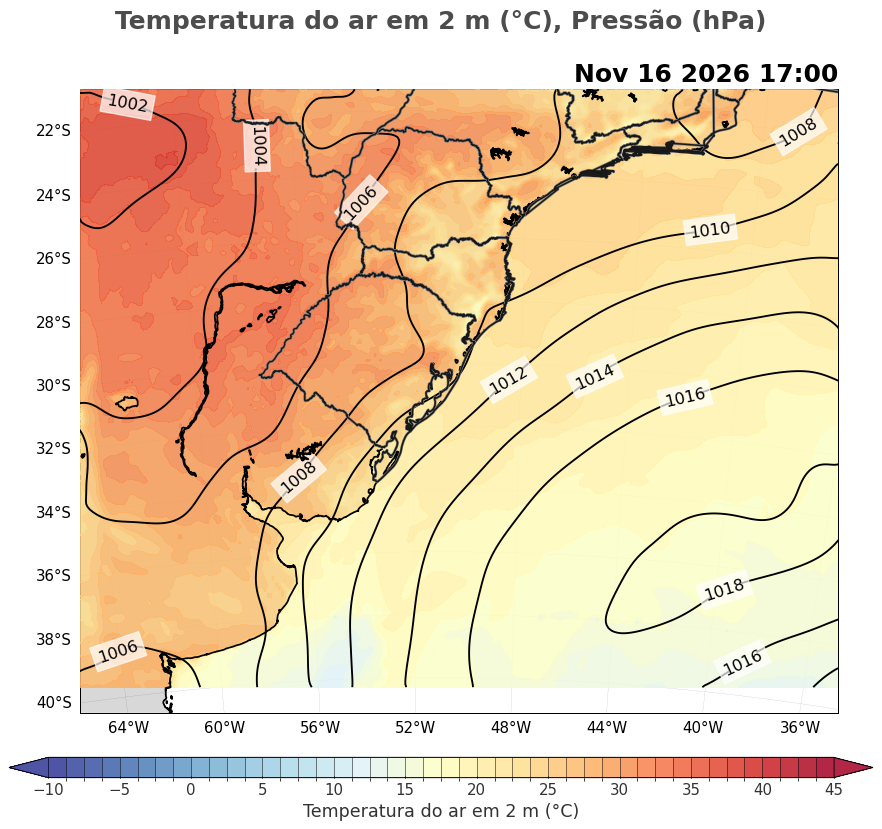 Temperatura do ar em 2 m (°C), Pressão (hPa)
Nov 16 2026 17:00
1002
1004
1008
22°S
24°S
1006
1010
26°S
28°S
1012
1014
30°S
1016
32°S
1008
34°S
36°S
1018
38°S
1006
1016
40°S
64°W 60°W 56°W 52°W 48°W 44°W 40°W 36°W
−10 −5 0 5 10 15 20 25 30 35 40 45
Temperatura do ar em 2 m (°C)